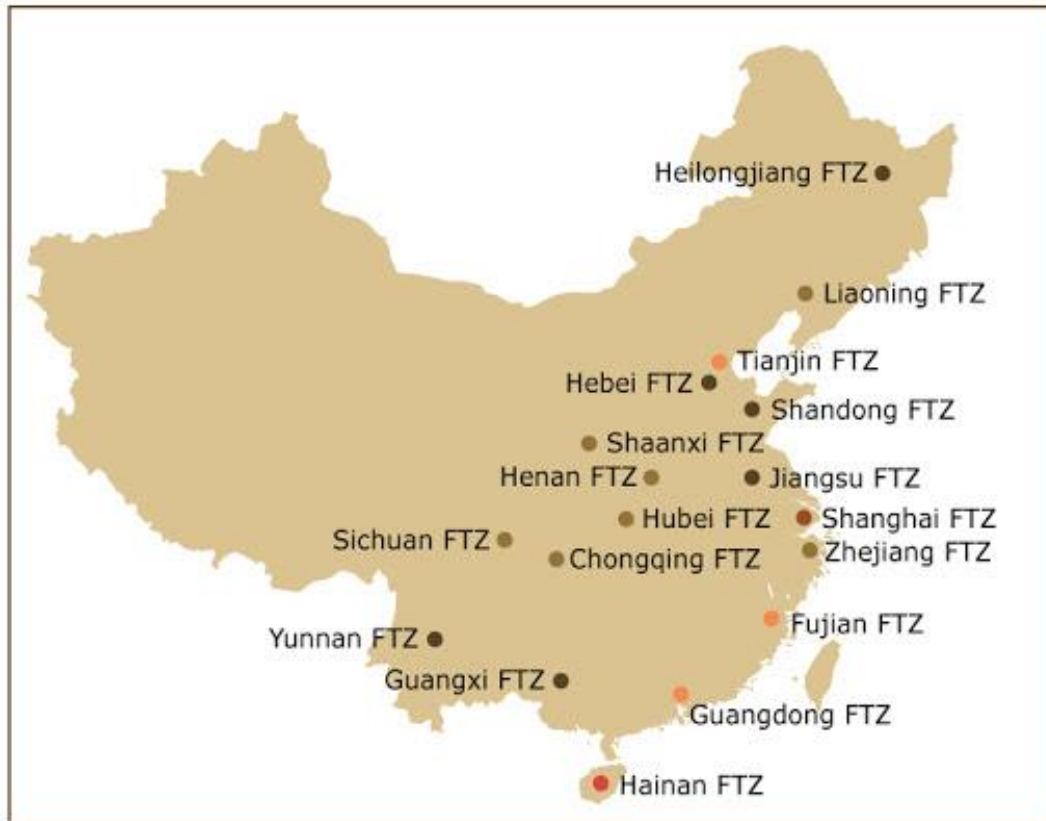 Heilongjiang FTZ
Liaoning FTZ
Tianjin FTZ
Hebei FTZ
Shandong FTZ
Shaanxi FTZ
Henan FTZ
Jiangsu FTZ
Hubei FTZ
Shanghai FTZ
Sichuan FTZ
Chongqing FTZ
Zhejiang FTZ
Fujian FTZ
Yunnan FTZ
Guangxi FTZ
Guangdong FTZ
Hainan FTZ